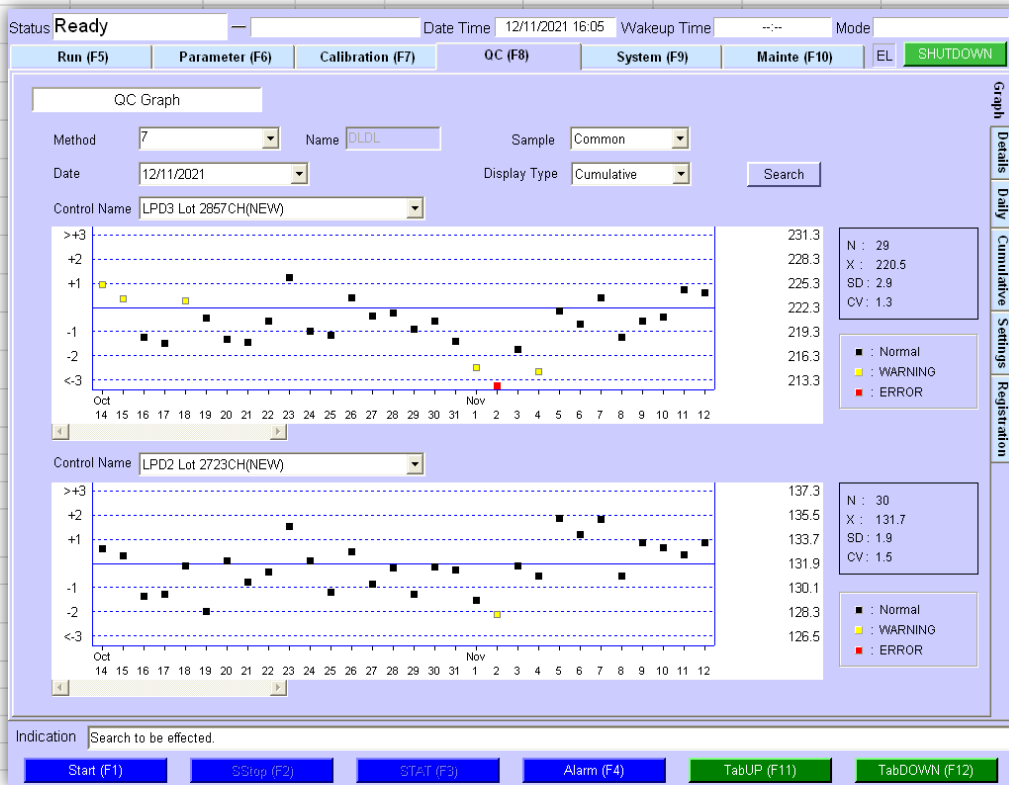 Status Ready — Date Time 12/11/2021 16:05 Wakeup Time --:-- Mode
Run (F5) Parameter (F6) Calibration (F7) QC (F8) System (F9) Mainte (F10) EL SHUTDOWN
QC Graph
Method 7 Name DLDL Sample Common
Date 12/11/2021 Display Type Cumulative Search
Control Name LPD3 Lot 2857CH(NEW)
>+3 231.3
+2 228.3
+1 225.3
222.3
-1 219.3
-2 216.3
<-3 213.3
Oct Nov
14 15 16 17 18 19 20 21 22 23 24 25 26 27 28 29 30 31 1 2 3 4 5 6 7 8 9 10 11 12
N : 29
X : 220.5
SD : 2.9
CV : 1.3
: Normal
: WARNING
: ERROR
Control Name LPD2 Lot 2723CH(NEW)
>+3 137.3
+2 135.5
+1 133.7
131.9
-1 130.1
-2 128.3
<-3 126.5
Oct Nov
14 15 16 17 18 19 20 21 22 23 24 25 26 27 28 29 30 31 1 2 3 4 5 6 7 8 9 10 11 12
N : 30
X : 131.7
SD : 1.9
CV : 1.5
: Normal
: WARNING
: ERROR
Graph
Details
Daily
Cumulative
Settings
Registration
Indication Search to be effected.
Start (F1) SStop (F2) STAT (F3) Alarm (F4) TabUP (F11) TabDOWN (F12)